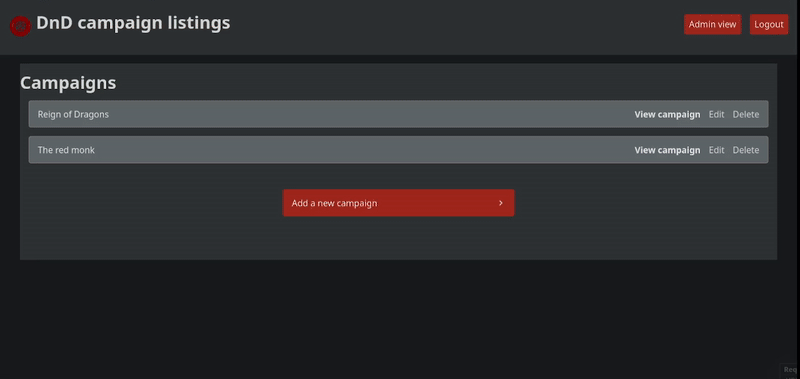 DnD campaign listings
Admin view
Logout
Campaigns
Reign of Dragons
View campaign
Edit
Delete
The red monk
View campaign
Edit
Delete
Add a new campaign
Req